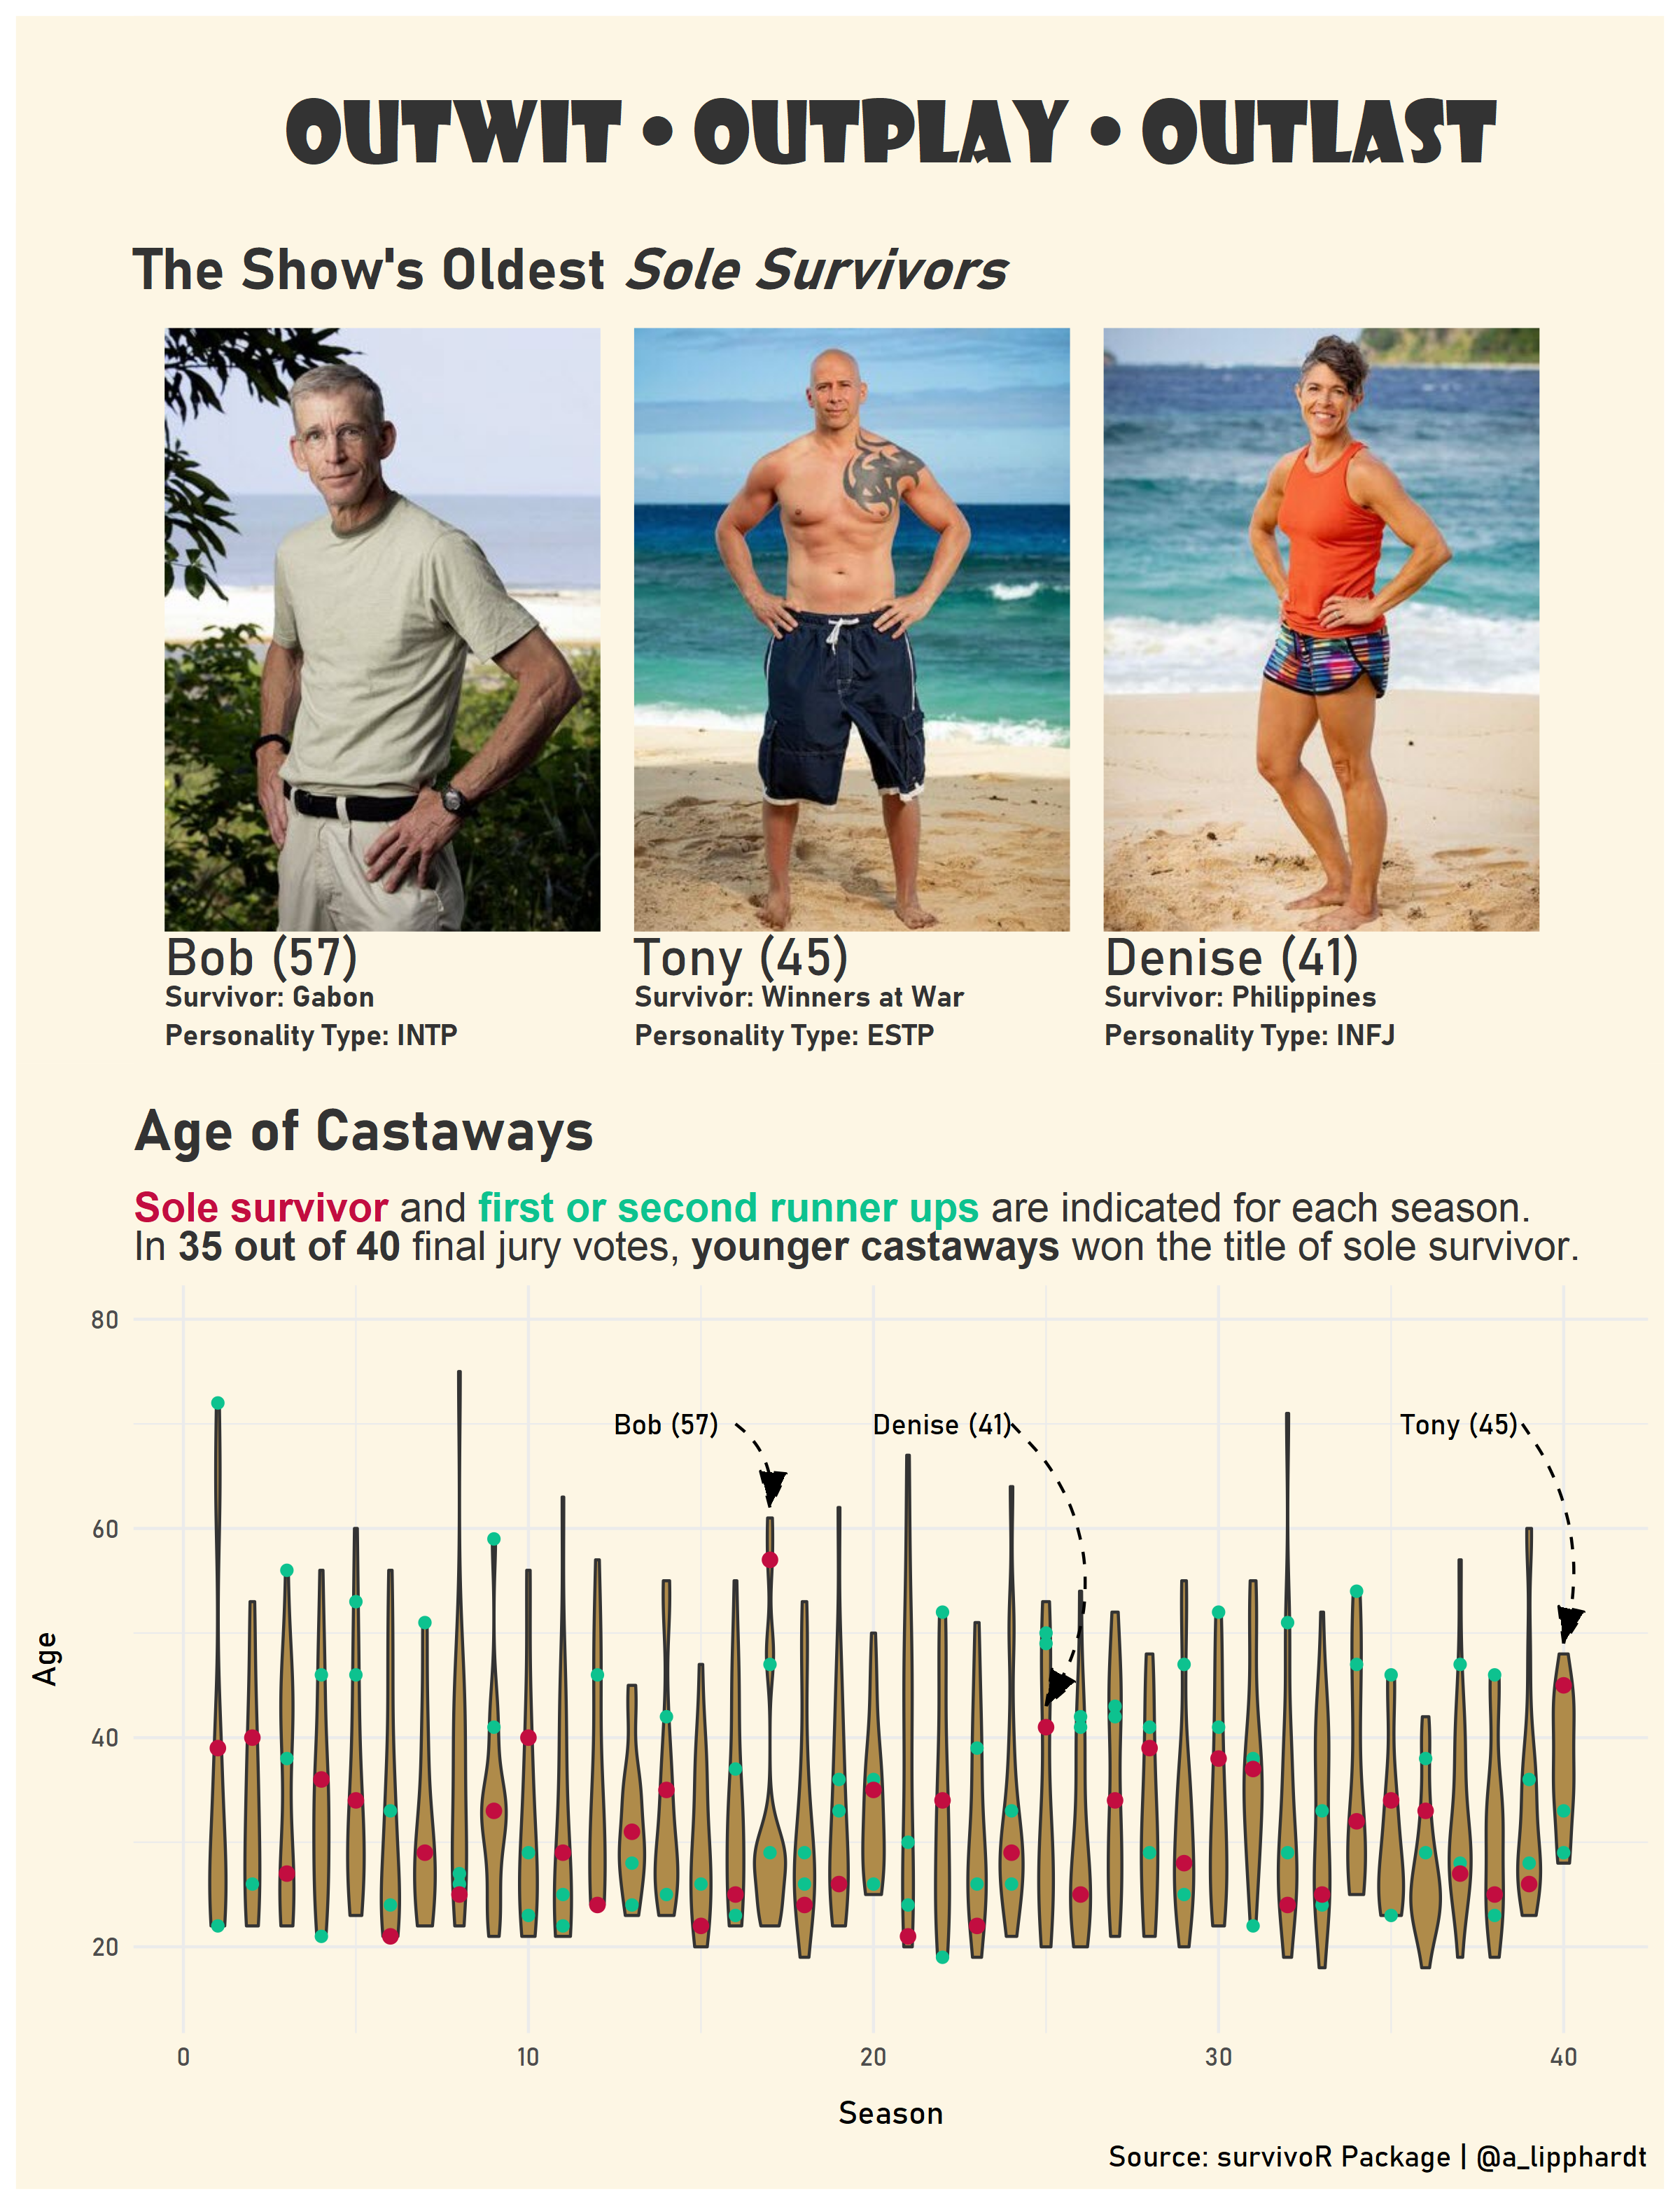 OUTWIT • OUTPLAY • OUTLAST
The Show's Oldest Sole Survivors
Bob (57)
Survivor: Gabon
Personality Type: INTP
Tony (45)
Survivor: Winners at War
Personality Type: ESTP
Denise (41)
Survivor: Philippines
Personality Type: INFJ
Age of Castaways
Sole survivor and first or second runner ups are indicated for each season.
In 35 out of 40 final jury votes, younger castaways won the title of sole survivor.
80
60
40
20
Age
Bob (57)
Denise (41)
Tony (45)
0
10
20
30
40
Season
Source: survivoR Package | @a_lipphardt